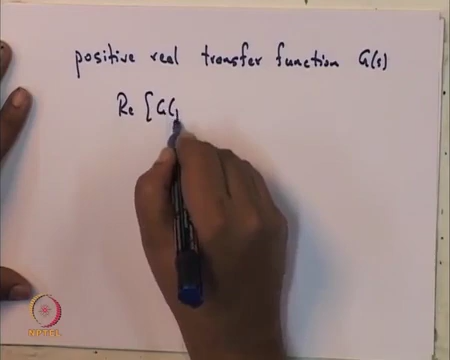 positive real transfer function G(s)
Re [G(
NPTEL